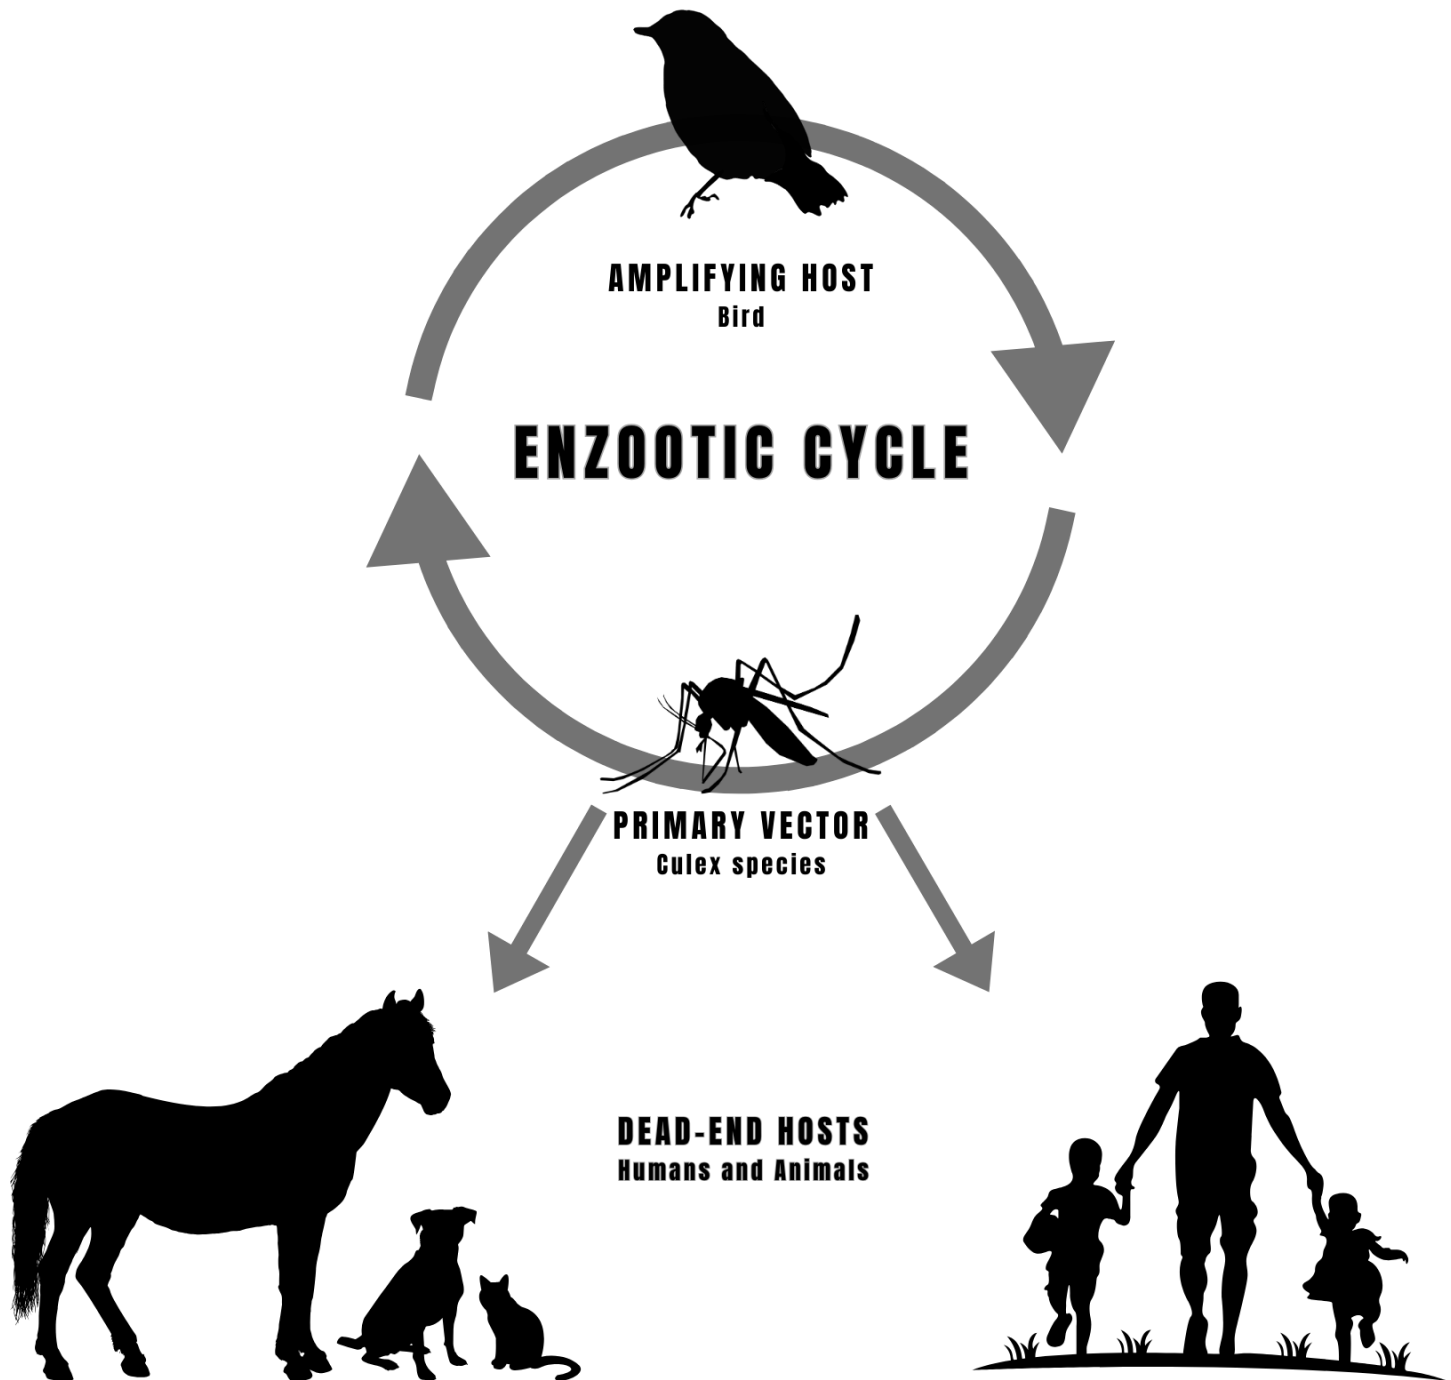 AMPLIFYING HOST
Bird
ENZOOTIC CYCLE
PRIMARY VECTOR
Culex species
DEAD-END HOSTS
Humans and Animals